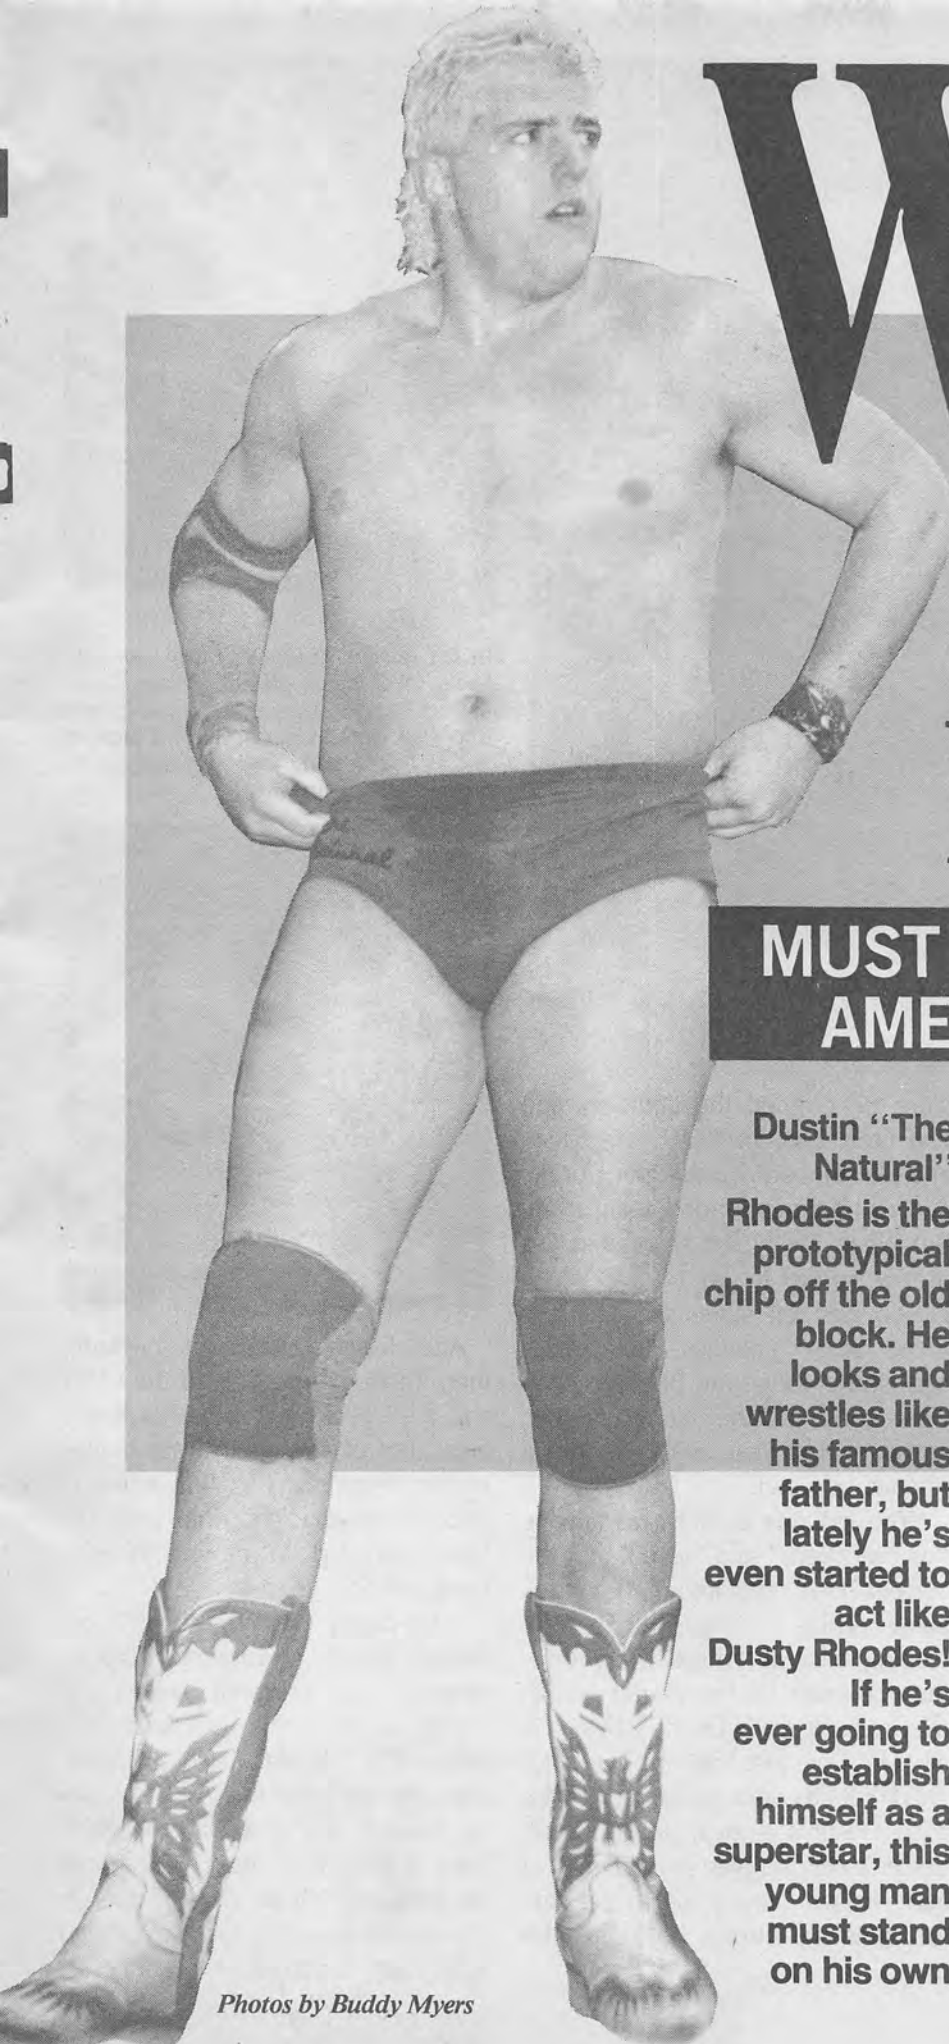 W
MUST
AME
Dustin “The
Natural”
Rhodes is the
prototypical
chip off the old
block. He
looks and
wrestles like
his famous
father, but
lately he’s
even started to
act like
Dusty Rhodes!
If he’s
ever going to
establish
himself as a
superstar, this
young man
must stand
on his own
Photos by Buddy Myers